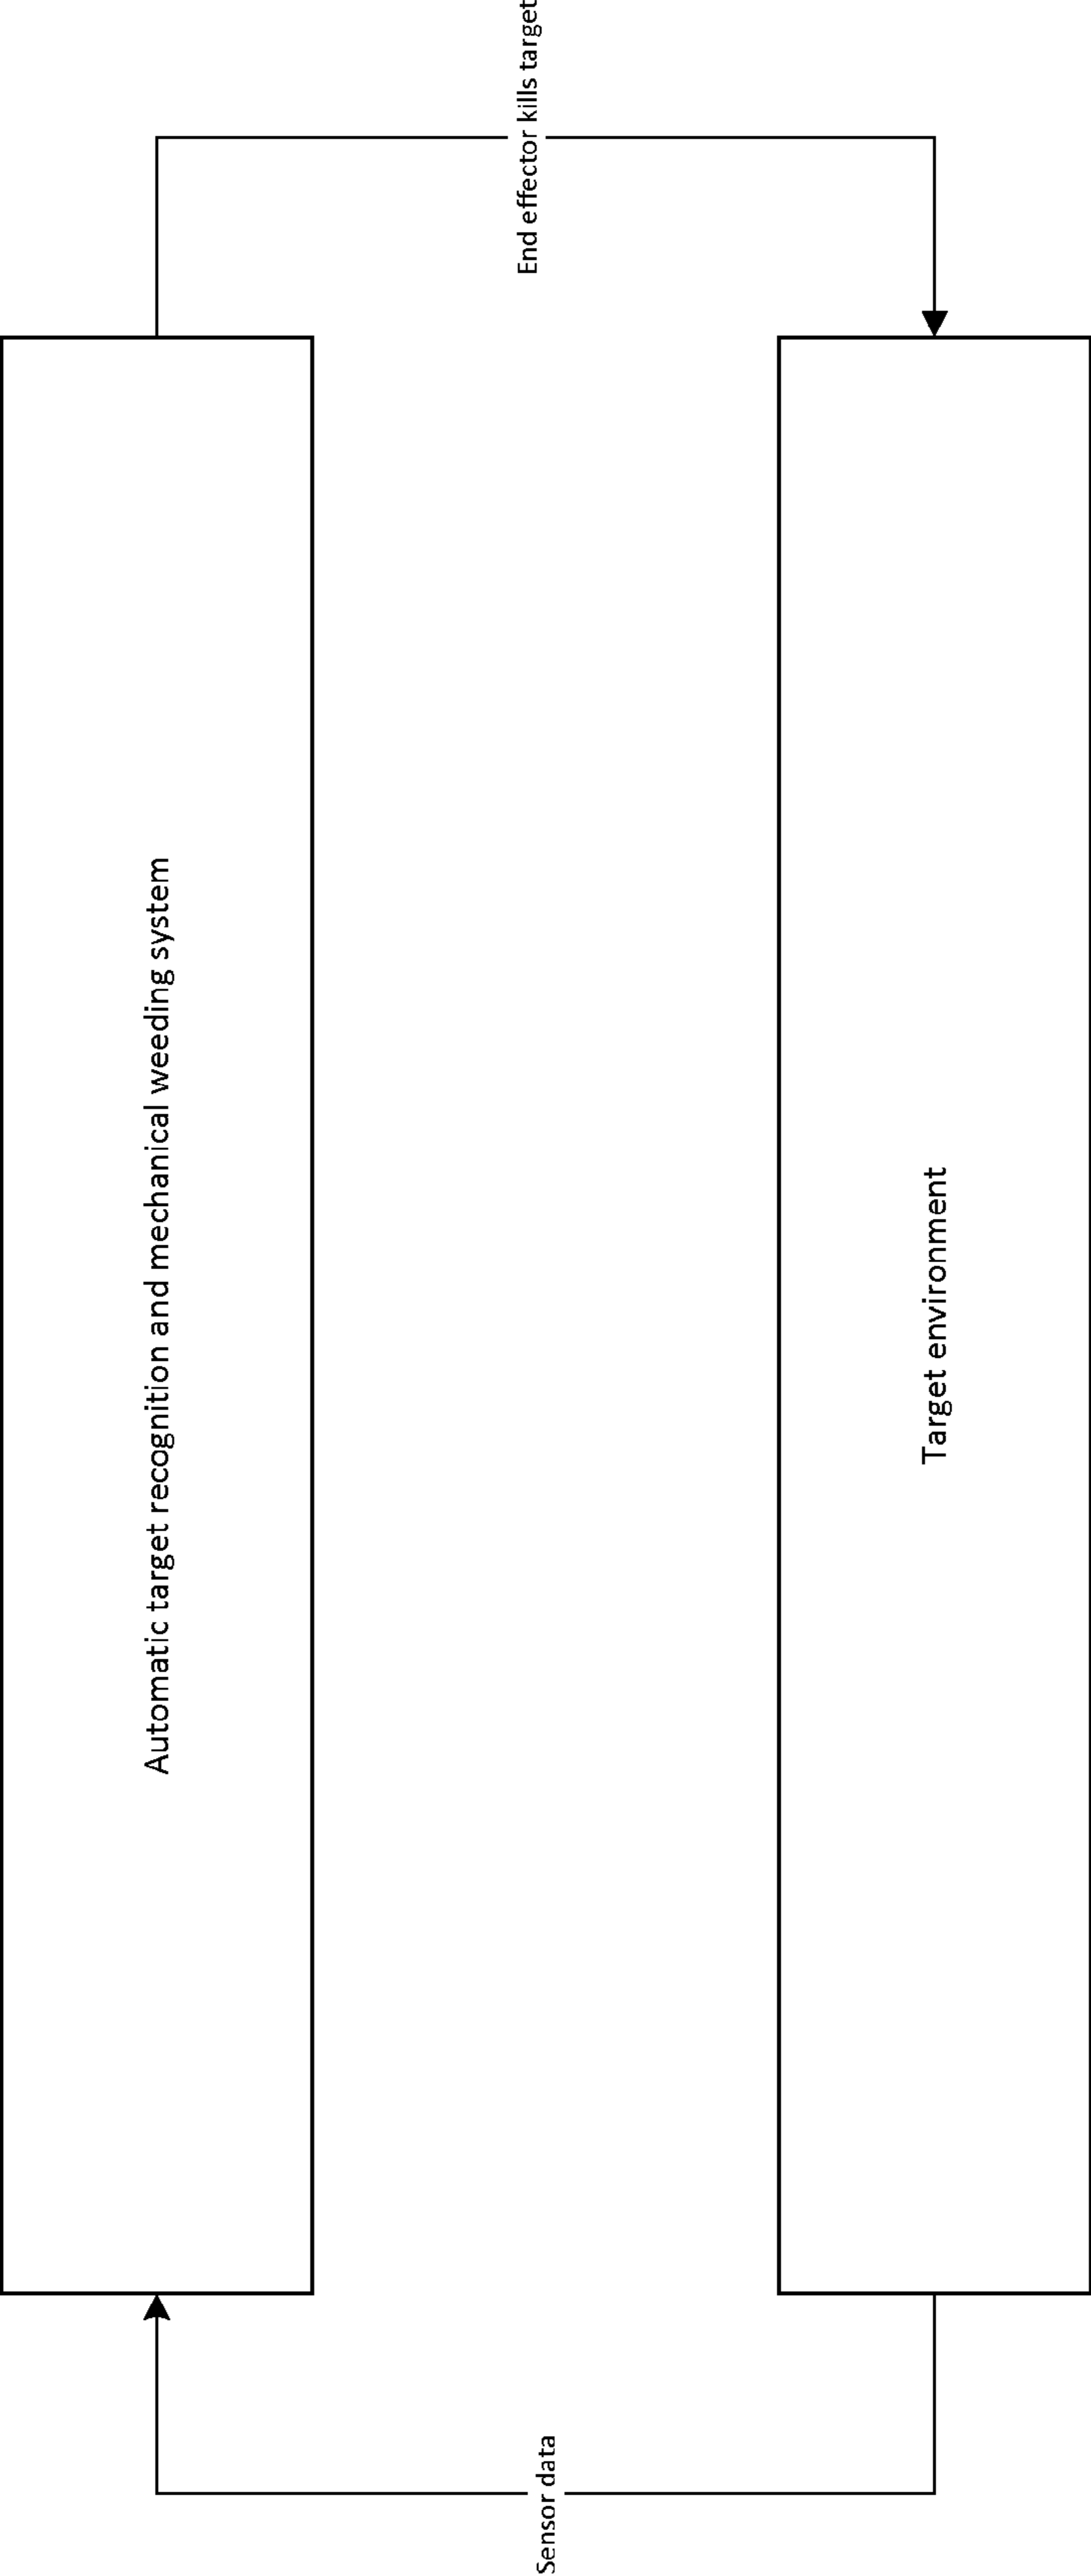 Automatic target recognition and mechanical weeding system
Sensor data
End effector kills target
Target environment